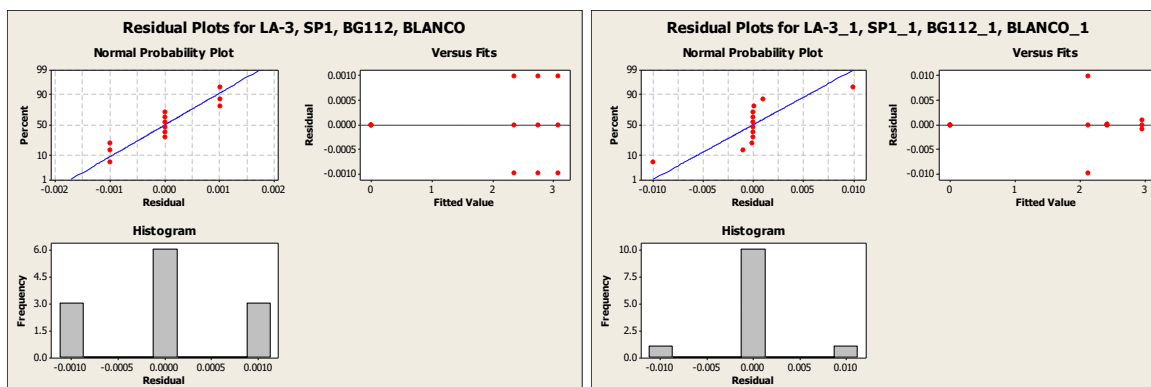 Residual Plots for LA-3, SP1, BG112, BLANCO
Normal Probability Plot
99
90
50
10
1
Percent
-0.002 -0.001 0.000 0.001 0.002
Residual
Versus Fits
0.0010
0.0005
0.0000
-0.0005
-0.0010
Residual
0 1 2 3
Fitted Value
Histogram
6.0
4.5
3.0
1.5
0.0
Frequency
-0.0010 -0.0005 0.0000 0.0005 0.0010
Residual
Residual Plots for LA-3_1, SP1_1, BG112_1, BLANCO_1
Normal Probability Plot
99
90
50
10
1
Percent
-0.010 -0.005 0.000 0.005 0.010
Residual
Versus Fits
0.010
0.005
0.000
-0.005
-0.010
Residual
0 1 2 3
Fitted Value
Histogram
10.0
7.5
5.0
2.5
0.0
Frequency
-0.010 -0.005 0.000 0.005 0.010
Residual